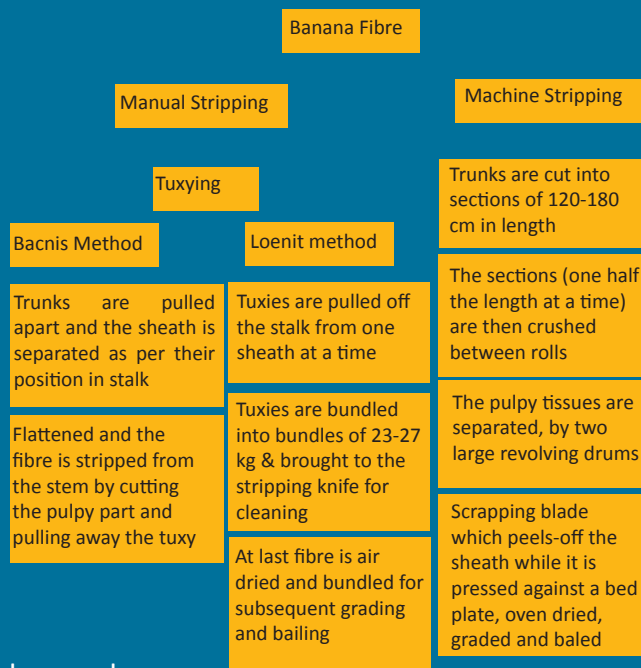 Banana Fibre
Manual Stripping
Tuxying
Bacnis Method
Trunks are pulled
apart and the sheath is
separated as per their
position in stalk
Flattened and the
fibre is stripped from
the stem by cutting
the pulpy part and
pulling away the tuxy
Loenit method
Tuxies are pulled off
the stalk from one
sheath at a time
Tuxies are bundled
into bundles of 23-27
kg & brought to the
stripping knife for
cleaning
At last fibre is air
dried and bundled for
subsequent grading
and bailing
Machine Stripping
Trunks are cut into
sections of 120-180
cm in length
The sections (one half
the length at a time)
are then crushed
between rolls
The pulpy tissues are
separated, by two
large revolving drums
Scrapping blade
which peels-off the
sheath while it is
pressed against a bed
plate, oven dried,
graded and baled